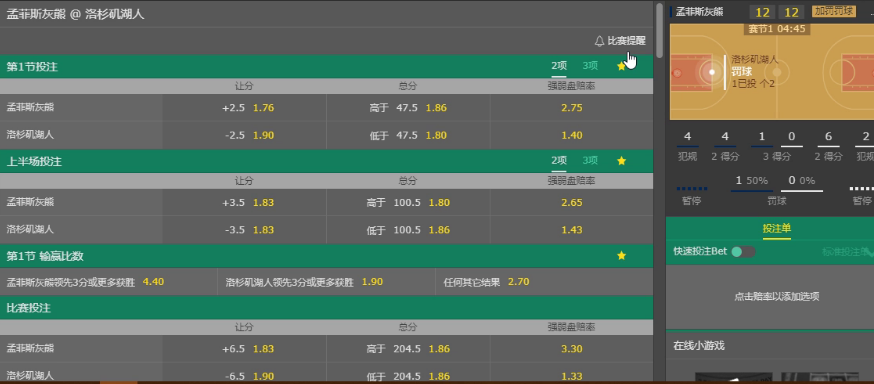 孟菲斯灰熊 @ 洛杉矶湖人
比赛提醒
第1节投注 2项 3项
让分 总分 强弱盘赔率
孟菲斯灰熊 +2.5 1.76 高于 47.5 1.86 2.75
洛杉矶湖人 -2.5 1.90 低于 47.5 1.80 1.40
上半场投注 2项 3项
让分 总分 强弱盘赔率
孟菲斯灰熊 +3.5 1.83 高于 100.5 1.80 2.65
洛杉矶湖人 -3.5 1.83 低于 100.5 1.86 1.43
第1节 输赢比数
孟菲斯灰熊领先3分或更多获胜 4.40 洛杉矶湖人领先3分或更多获胜 1.90 任何其它结果 2.70
比赛投注
让分 总分 强弱盘赔率
孟菲斯灰熊 +6.5 1.83 高于 204.5 1.86 3.30
洛杉矶湖人 -6.5 1.90 低于 204.5 1.86 1.33
孟菲斯灰熊 12 12 加罚罚球
赛节1 04:45
洛杉矶湖人
罚球
1已投 个2
4 4 1 0 6 2
犯规 2 得分 3 得分 2 得分 犯规
1 50% 0 0%
暂停 罚球 暂停
投注单
快速投注Bet 标准投注单
点击赔率以添加选项
在线小游戏